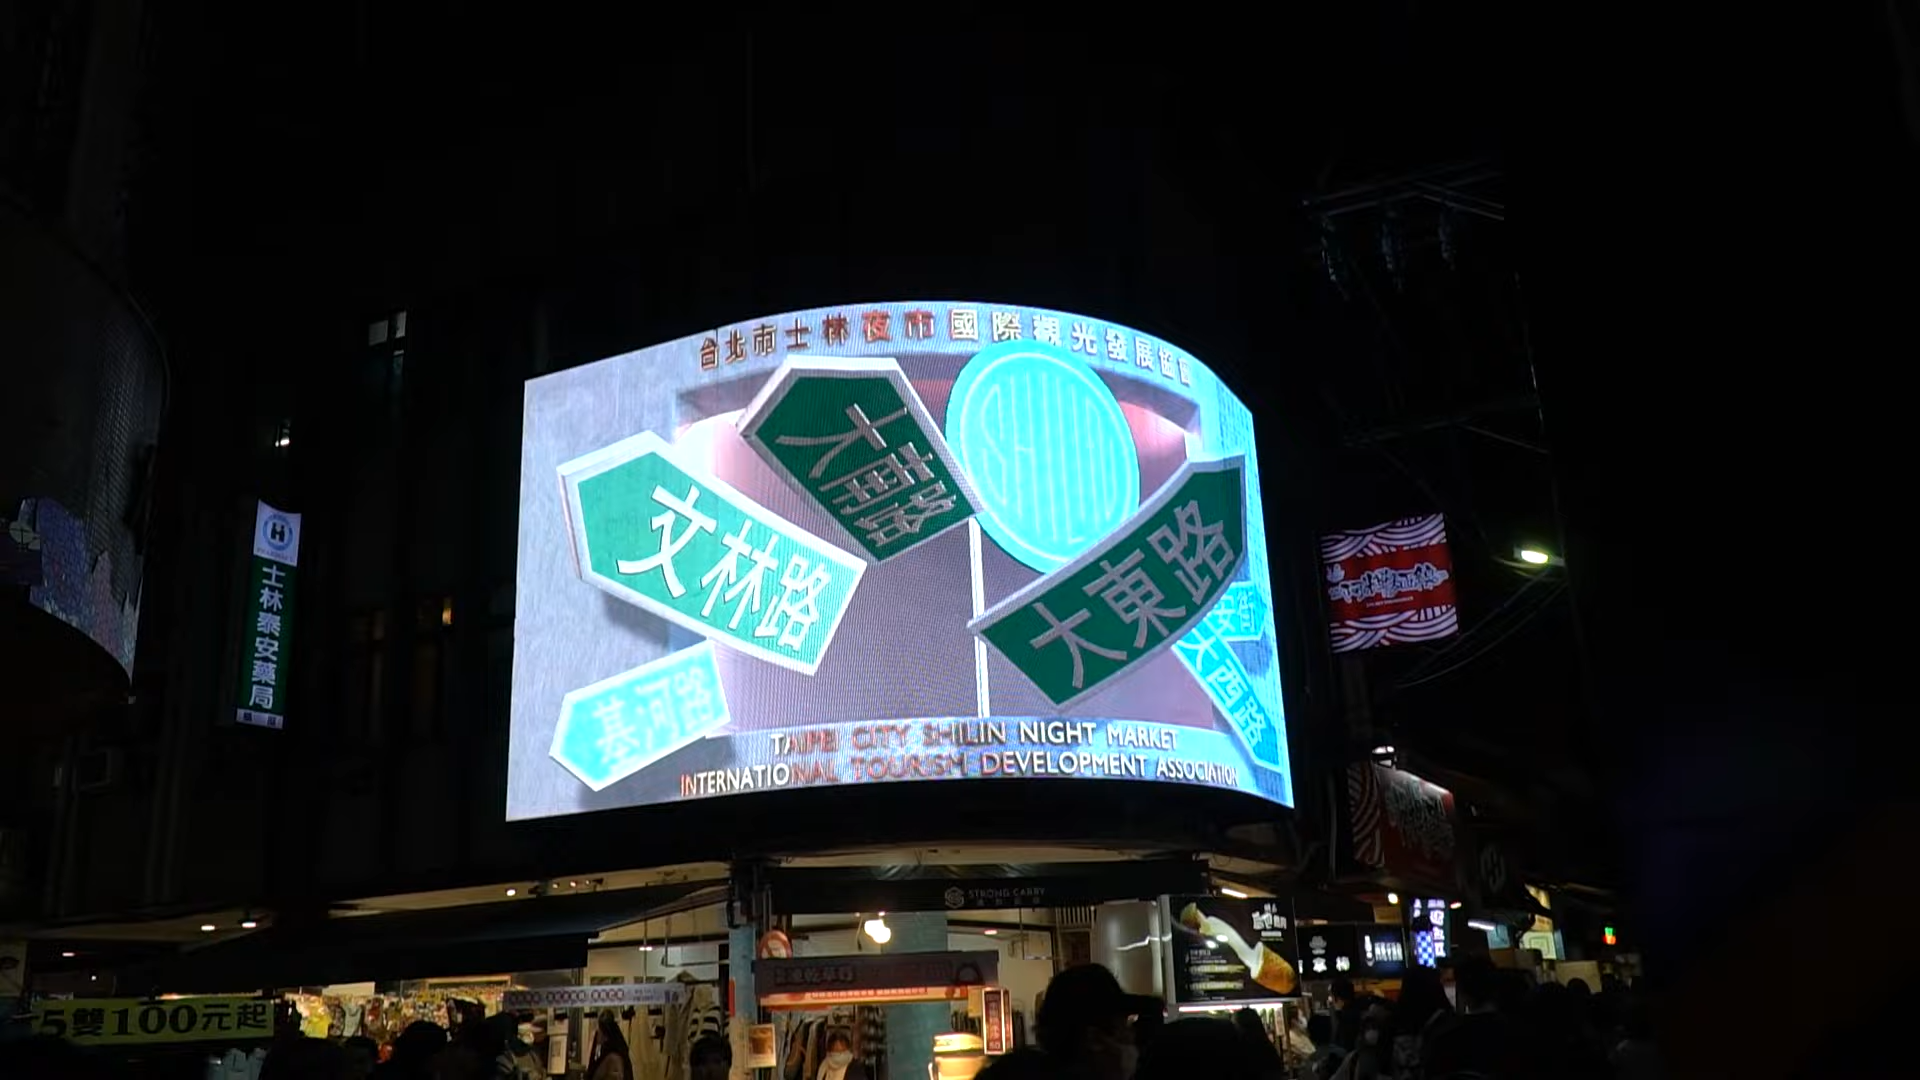 台北市士林夜市國際觀光發展協會
SHILIN
大南路
文林路
大東路
基河路
大西路
TAIPEI CITY SHILIN NIGHT MARKET
INTERNATIONAL TOURISM DEVELOPMENT ASSOCIATION
H
士林泰安藥局
STRONG CARRY
5雙100元起